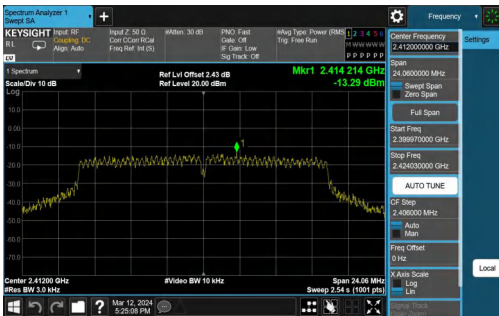 Spectrum Analyzer 1
Swept SA
Frequency
KEYSIGHT
RL
Input: RF
Coupling: DC
Align: Auto
Input Z: 50 Ω
Corr CCorr RCal
Freq Ref: Int (S)
#Atten: 30 dB
PNO: Fast
Gate: Off
IF Gain: Low
Sig Track: Off
#Avg Type: Power (RMS
Trig: Free Run
1 2 3 4 5 6
M W W W W W
P P P P P P
LV
1 Spectrum
Scale/Div 10 dB
Log
Ref Lvl Offset 2.43 dB
Ref Level 20.00 dBm
Mkr1 2.414 214 GHz
-13.29 dBm
10.0
0.00
-10.0
-20.0
-30.0
-40.0
-50.0
-60.0
-70.0
1
Center 2.41200 GHz
#Res BW 3.0 kHz
#Video BW 10 kHz
Span 24.06 MHz
Sweep 2.54 s (1001 pts)
Mar 12, 2024
5:25:08 PM
?
Center Frequency
2.412000000 GHz
Settings
Span
24.0600000 MHz
Swept Span
Zero Span
Full Span
Start Freq
2.399970000 GHz
Stop Freq
2.424030000 GHz
AUTO TUNE
CF Step
2.406000 MHz
Auto
Man
Freq Offset
0 Hz
X Axis Scale
Log
Lin
Signal Track
Local